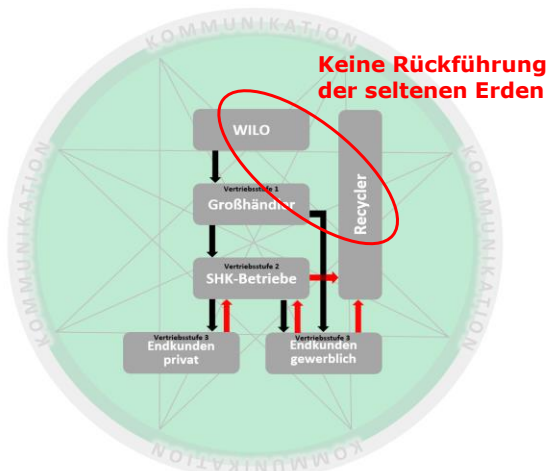 KOMMUNIKATION
Keine Rückführung
der seltenen Erden
WILO
Vertriebsstufe 1
Großhändler
Recycler
Vertriebsstufe 2
SHK-Betriebe
Vertriebsstufe 3
Endkunden
privat
Vertriebsstufe 3
Endkunden
gewerblich
KOMMUNIKATION
KOMMUNIKATION
KOMMUNIKATION